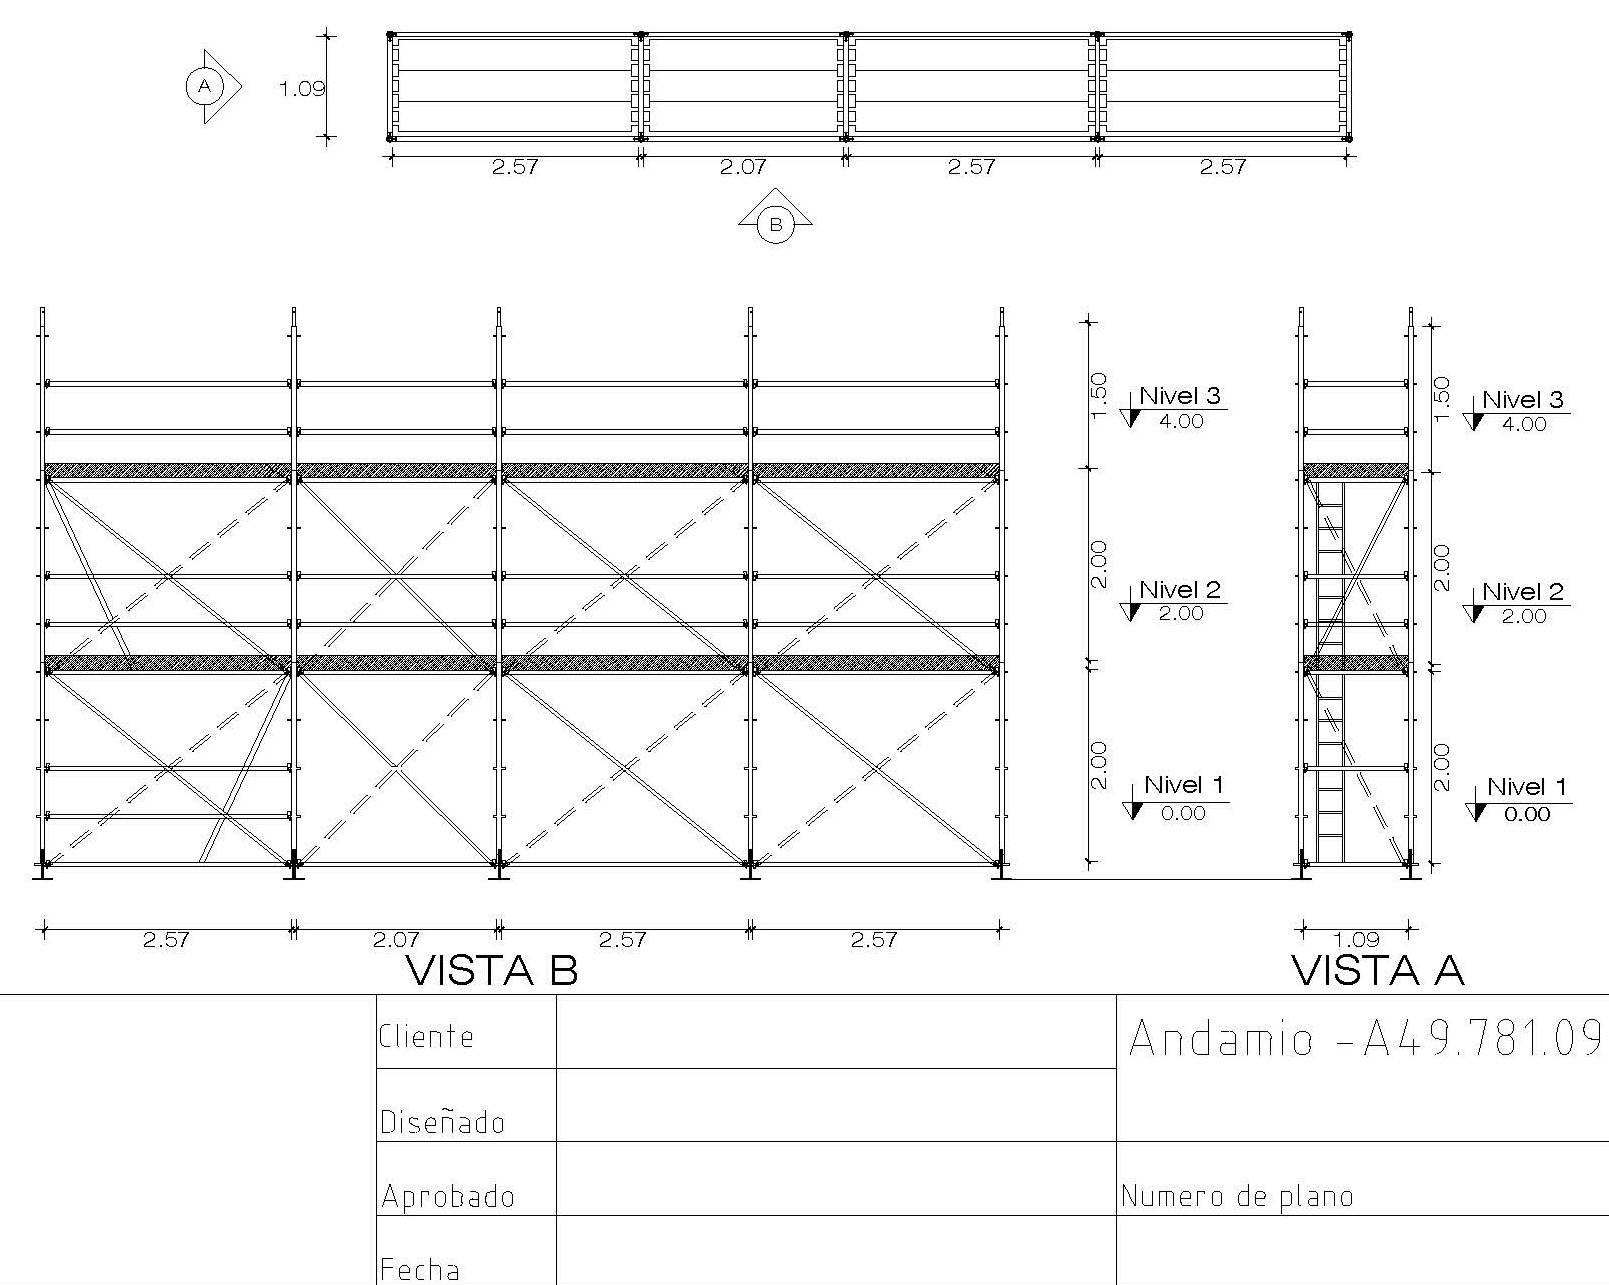 A
1.09
2.57 2.07 2.57 2.57
B
1.50
Nivel 3
4.00
1.50
Nivel 3
4.00
2.00
Nivel 2
2.00
2.00
Nivel 2
2.00
2.00
Nivel 1
0.00
2.00
Nivel 1
0.00
2.57 2.07 2.57 2.57
1.09
VISTA B
VISTA A
Cliente
Andamio -A49.781.09
Diseñado
Aprobado
Numero de plano
Fecha